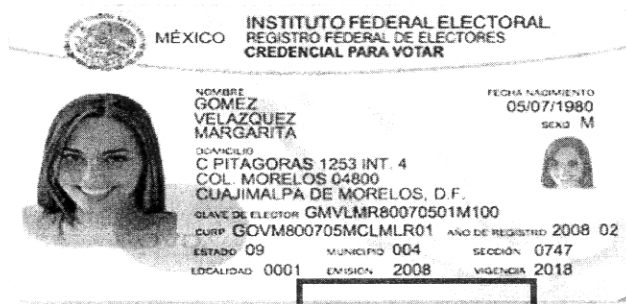 MÉXICO
INSTITUTO FEDERAL ELECTORAL
REGISTRO FEDERAL DE ELECTORES
CREDENCIAL PARA VOTAR
NOMBRE
GOMEZ
VELAZQUEZ
MARGARITA
FECHA NACIMIENTO
05/07/1980
SEXO M
DOMICILIO
C PITAGORAS 1253 INT. 4
COL. MORELOS 04800
CUAJIMALPA DE MORELOS, D.F.
CLAVE DE ELECTOR GMVLMR80070501M100
CURP GOVM800705MCLMLR01 AÑO DE REGISTRO 2008 02
ESTADO 09 MUNICIPIO 004 SECCIÓN 0747
LOCALIDAD 0001 EMISIÓN 2008 VIGENCIA 2018